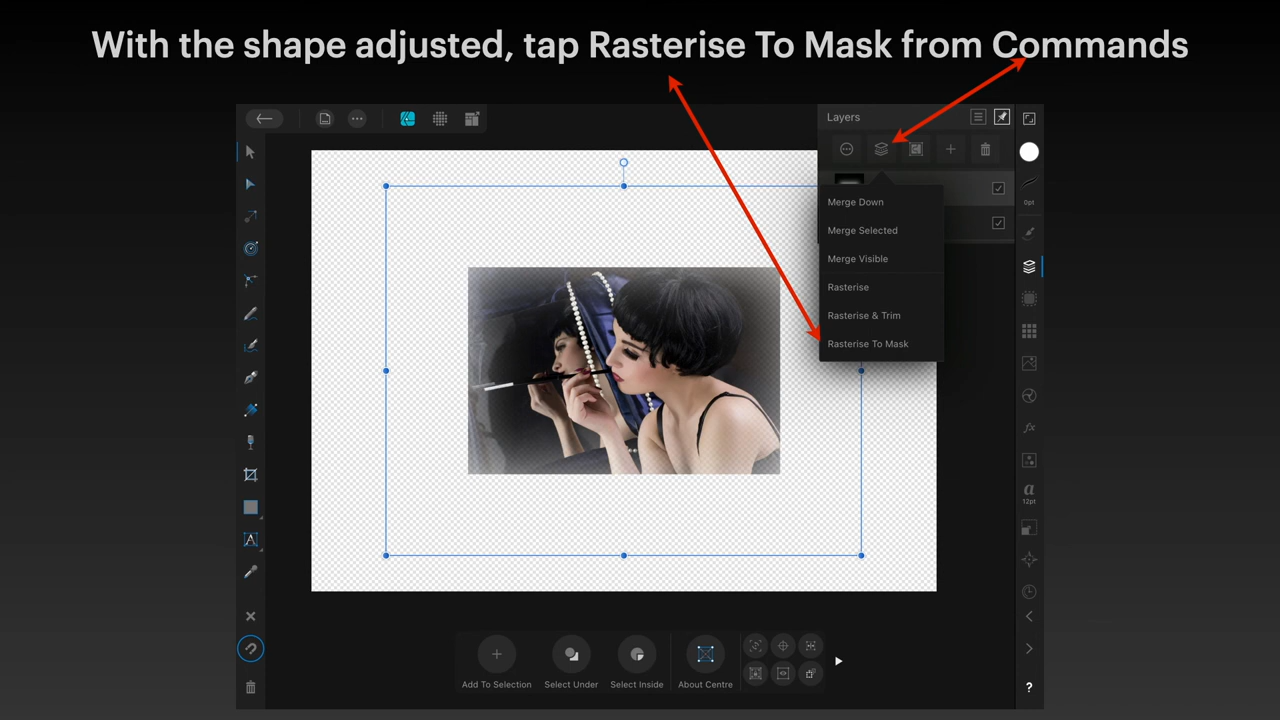 With the shape adjusted, tap Rasterise To Mask from Commands
Layers
Merge Down
Merge Selected
Merge Visible
Rasterise
Rasterise & Trim
Rasterise To Mask
0pt
fx
a
12pt
A
Add To Selection
Select Under
Select Inside
About Centre
?